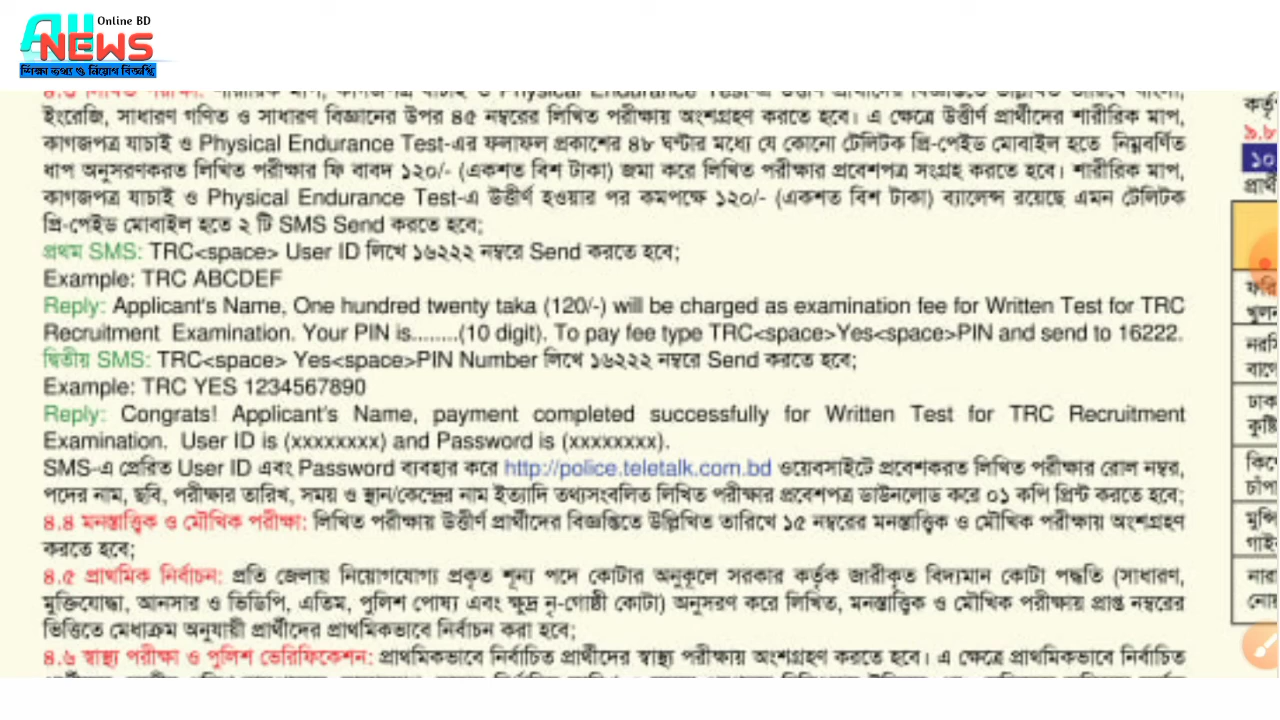 All Online BD
NEWS
শিক্ষা তথ্য ও নিয়োগ বিজ্ঞপ্তি
ইংরেজি, সাধারণ গণিত ও সাধারণ বিজ্ঞানের উপর ৪৫ নম্বরের লিখিত পরীক্ষায় অংশগ্রহণ করতে হবে। এ ক্ষেত্রে উত্তীর্ণ প্রার্থীদের শারীরিক মাপ,
কাগজপত্র যাচাই ও Physical Endurance Test-এর ফলাফল প্রকাশের ৪৮ ঘণ্টার মধ্যে যে কোনো টেলিটক প্রি-পেইড মোবাইল হতে নিম্নবর্ণিত
ধাপ অনুসরণকরত লিখিত পরীক্ষার ফি বাবদ ১২০/- (একশত বিশ টাকা) জমা করে লিখিত পরীক্ষার প্রবেশপত্র সংগ্রহ করতে হবে। শারীরিক মাপ,
কাগজপত্র যাচাই ও Physical Endurance Test-এ উত্তীর্ণ হওয়ার পর কমপক্ষে ১২০/- (একশত বিশ টাকা) ব্যালেন্স রয়েছে এমন টেলিটক
প্রি-পেইড মোবাইল হতে ২ টি SMS Send করতে হবে;
প্রথম SMS: TRC<space> User ID লিখে ১৬২২২ নম্বরে Send করতে হবে;
Example: TRC ABCDEF
Reply: Applicant's Name, One hundred twenty taka (120/-) will be charged as examination fee for Written Test for TRC
Recruitment Examination. Your PIN is........(10 digit). To pay fee type TRC<space>Yes<space>PIN and send to 16222.
দ্বিতীয় SMS: TRC<space> Yes<space>PIN Number লিখে ১৬২২২ নম্বরে Send করতে হবে;
Example: TRC YES 1234567890
Reply: Congrats! Applicant's Name, payment completed successfully for Written Test for TRC Recruitment
Examination. User ID is (xxxxxxxx) and Password is (xxxxxxxx).
SMS-এ প্রেরিত User ID এবং Password ব্যবহার করে http://police.teletalk.com.bd ওয়েবসাইটে প্রবেশকরত লিখিত পরীক্ষার রোল নম্বর,
পদের নাম, ছবি, পরীক্ষার তারিখ, সময় ও স্থান/কেন্দ্রের নাম ইত্যাদি তথ্যসংবলিত লিখিত পরীক্ষার প্রবেশপত্র ডাউনলোড করে ০১ কপি প্রিন্ট করতে হবে;
৪.৪ মনস্তাত্ত্বিক ও মৌখিক পরীক্ষা: লিখিত পরীক্ষায় উত্তীর্ণ প্রার্থীদের বিজ্ঞপ্তিতে উল্লিখিত তারিখে ১৫ নম্বরের মনস্তাত্ত্বিক ও মৌখিক পরীক্ষায় অংশগ্রহণ
করতে হবে;
৪.৫ প্রাথমিক নির্বাচন: প্রতি জেলায় নিয়োগযোগ্য প্রকৃত শূন্য পদে কোটার অনুকূলে সরকার কর্তৃক জারীকৃত বিদ্যমান কোটা পদ্ধতি (সাধারণ,
মুক্তিযোদ্ধা, আনসার ও ভিডিপি, এতিম, পুলিশ পোষ্য এবং ক্ষুদ্র নৃ-গোষ্ঠী কোটা) অনুসরণ করে লিখিত, মনস্তাত্ত্বিক ও মৌখিক পরীক্ষায় প্রাপ্ত নম্বরের
ভিত্তিতে মেধাক্রম অনুযায়ী প্রার্থীদের প্রাথমিকভাবে নির্বাচন করা হবে;
৪.৬ স্বাস্থ্য পরীক্ষা ও পুলিশ ভেরিফিকেশন: প্রাথমিকভাবে নির্বাচিত প্রার্থীদের স্বাস্থ্য পরীক্ষায় অংশগ্রহণ করতে হবে। এ ক্ষেত্রে প্রাথমিকভাবে নির্বাচিত
১০